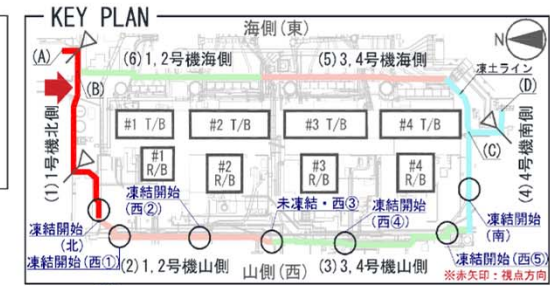 KEY PLAN
海側(東)
N
(A)
(6)1,2号機海側
(5)3,4号機海側
凍土ライン
(B)
(D)
#1 T/B
#2 T/B
#3 T/B
#4 T/B
(1)1号機北側
(C)
(4)4号機南側
#1
R/B
#2
R/B
#3
R/B
#4
R/B
凍結開始
(西②)
未凍結・西③
凍結開始
(西④)
凍結開始
(北)
凍結開始
(南)
凍結開始(西①)
(2)1,2号機山側
山側(西)
(3)3,4号機山側
凍結開始(西⑤)
※赤矢印:視点方向